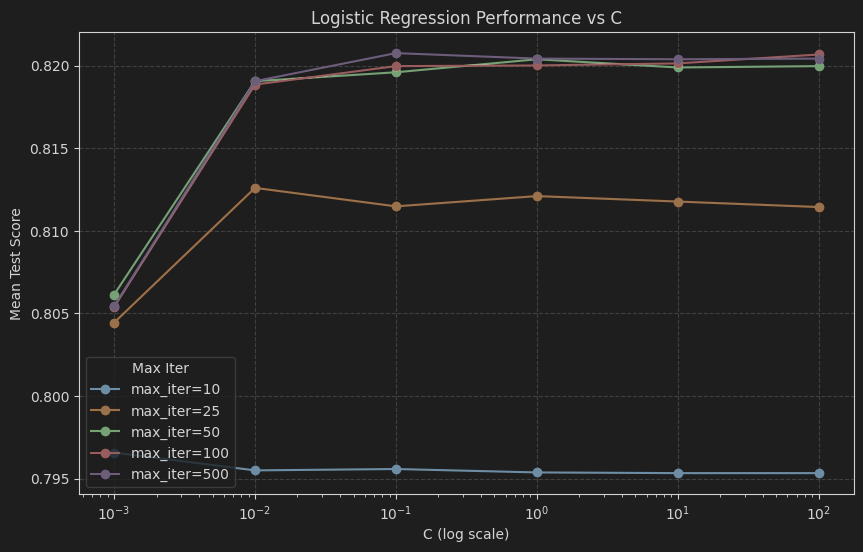 Logistic Regression Performance vs C
Mean Test Score
0.820
0.815
0.810
0.805
0.800
0.795
Max Iter
max_iter=10
max_iter=25
max_iter=50
max_iter=100
max_iter=500
10⁻³ 10⁻² 10⁻¹ 10⁰ 10¹ 10²
C (log scale)